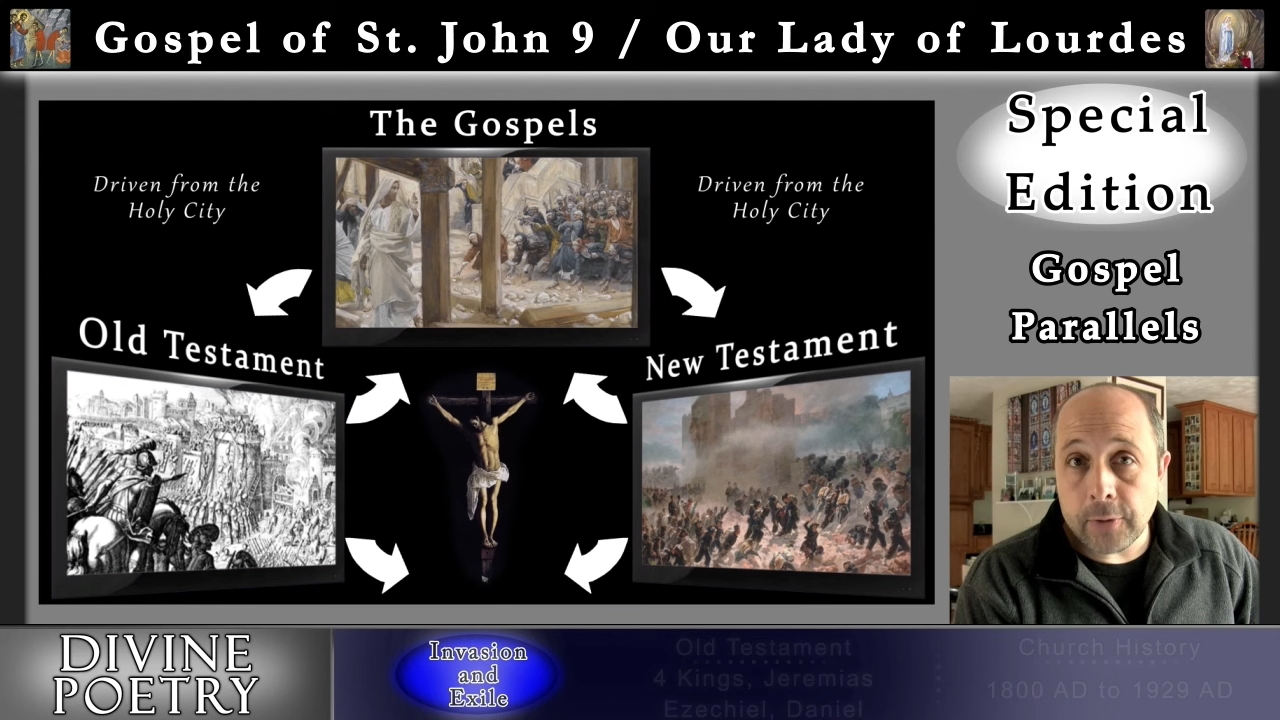 Gospel of St. John 9 / Our Lady of Lourdes
The Gospels
Driven from the
Holy City
Driven from the
Holy City
Old Testament
New Testament
Special
Edition
Gospel
Parallels
DIVINE
POETRY
Invasion
and
Exile
Old Testament
4 Kings, Jeremias
Ezechiel, Daniel
Church History
1800 AD to 1929 AD